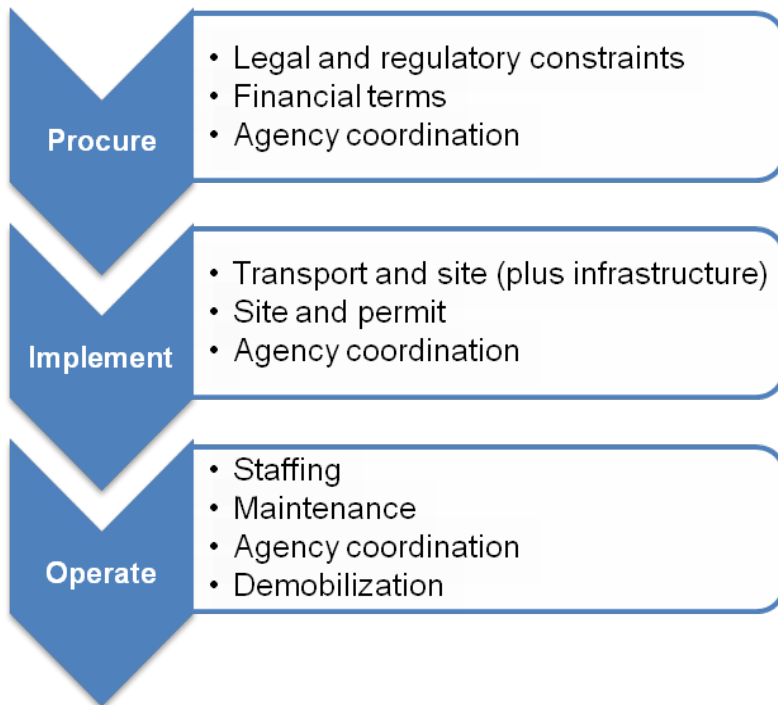 Procure
• Legal and regulatory constraints
• Financial terms
• Agency coordination
Implement
• Transport and site (plus infrastructure)
• Site and permit
• Agency coordination
Operate
• Staffing
• Maintenance
• Agency coordination
• Demobilization